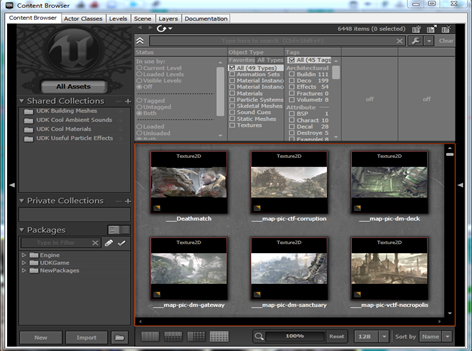 Content Browser
Content Browser Actor Classes Levels Scene Layers Documentation
6448 items (0 selected)
All Assets
Clear
Shared Collections
UDK Building Meshes
UDK Cool Ambient Sounds
UDK Cool Materials
UDK Useful Particle Effects
Private Collections
Packages
Type to Filter
Engine
UDKGame
NewPackages
New Import
Status
In use by:
Current Level
Loaded Levels
Visible Levels
Off
Tagged
Untagged
Both
Loaded
Unloaded
Both
Object Type
Favorites All Types
All (49 Types)
Animation Sets
Material Instanc
Material Instanc
Materials
Particle Systems
Skeletal Meshes
Sound Cues
Static Meshes
Textures
Tags
All (45 Tags
Architectural
Buildin 111
Deco 199
Effects 54
Fracture 0
Volumet 8
Attribute
BSP 1
Charact 10
Decal 28
Destroye 5
off off
Texture2D Texture2D Texture2D
___Deathmatch ___map-pic-ctf-corruption ___map-pic-dm-deck
Texture2D Texture2D Texture2D
___map-pic-dm-gateway ___map-pic-dm-sanctuary ___map-pic-vctf-necropolis
100% Reset 128 Sort by Name